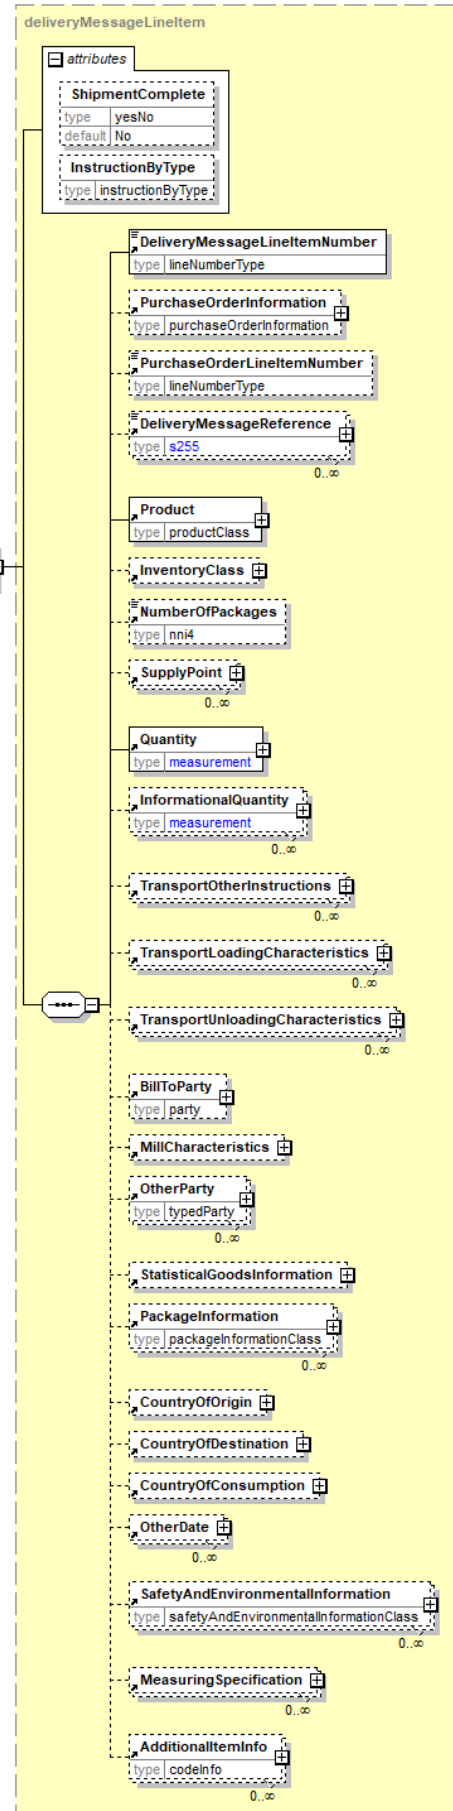 deliveryMessageLineItem
attributes
ShipmentComplete
type yesNo
default No
InstructionByType
type instructionByType
DeliveryMessageLineItemNumber
type lineNumberType
PurchaseOrderInformation
type purchaseOrderInformation
PurchaseOrderLineItemNumber
type lineNumberType
DeliveryMessageReference
type s255
0..∞
Product
type productClass
InventoryClass
NumberOfPackages
type nni4
SupplyPoint
0..∞
Quantity
type measurement
InformationalQuantity
type measurement
0..∞
TransportOtherInstructions
0..∞
TransportLoadingCharacteristics
0..∞
TransportUnloadingCharacteristics
0..∞
BillToParty
type party
MillCharacteristics
OtherParty
type typedParty
0..∞
StatisticalGoodsInformation
PackageInformation
type packageInformationClass
0..∞
CountryOfOrigin
CountryOfDestination
CountryOfConsumption
OtherDate
0..∞
SafetyAndEnvironmentalInformation
type safetyAndEnvironmentalInformationClass
0..∞
MeasuringSpecification
0..∞
AdditionalItemInfo
type codeInfo
0..∞